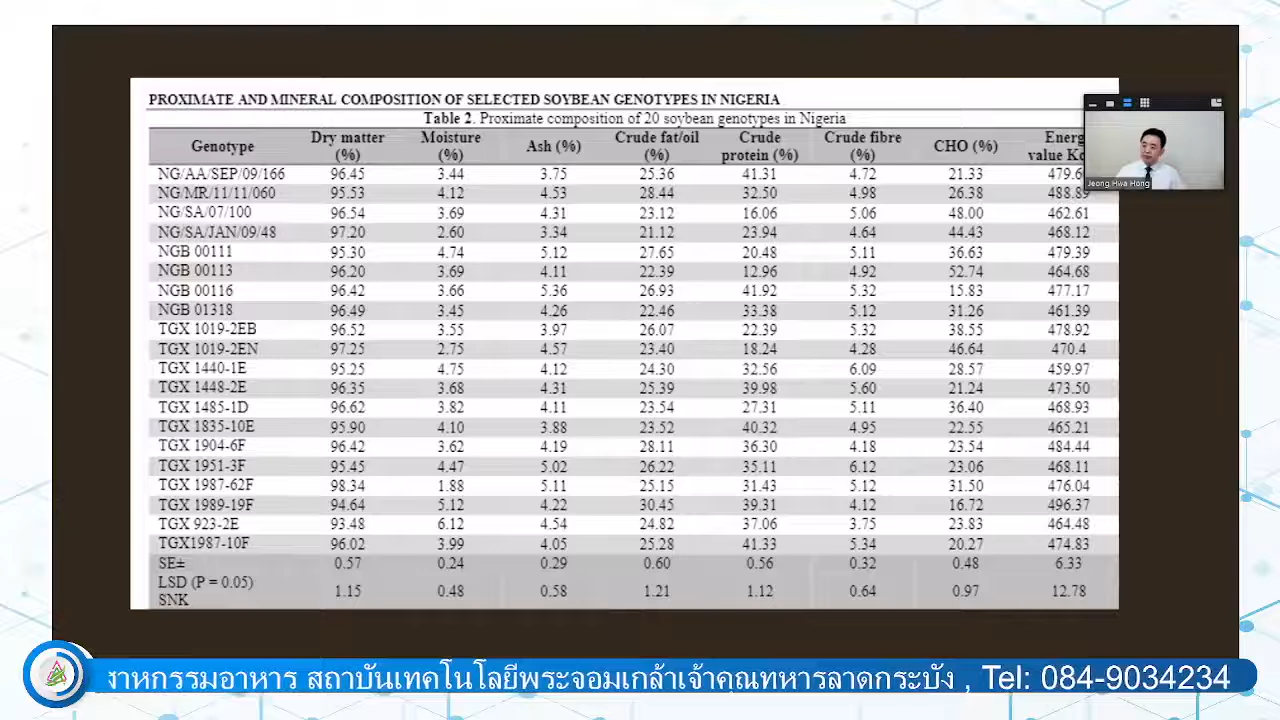 PROXIMATE AND MINERAL COMPOSITION OF SELECTED SOYBEAN GENOTYPES IN NIGERIA
Table 2. Proximate composition of 20 soybean genotypes in Nigeria
Genotype Dry matter (%) Moisture (%) Ash (%) Crude fat/oil (%) Crude protein (%) Crude fibre (%) CHO (%) value
NG/AA/SEP/09/166 96.45 3.44 3.75 25.36 41.31 4.72 21.33
NG/MR/11/11/060 95.53 4.12 4.53 28.44 32.50 4.98 26.38 488.89
NG/SA/07/100 96.54 3.69 4.31 23.12 16.06 5.06 48.00 462.61
NG/SA/JAN/09/48 97.20 2.60 3.34 21.12 23.94 4.64 44.43 468.12
NGB 00111 95.30 4.74 5.12 27.65 20.48 5.11 36.63 479.39
NGB 00113 96.20 3.69 4.11 22.39 12.96 4.92 52.74 464.68
NGB 00116 96.42 3.66 5.36 26.93 41.92 5.32 15.83 477.17
NGB 01318 96.49 3.45 4.26 22.46 33.38 5.12 31.26 461.39
TGX 1019-2EB 96.52 3.55 3.97 26.07 22.39 5.32 38.55 478.92
TGX 1019-2EN 97.25 2.75 4.57 23.40 18.24 4.28 46.64 470.4
TGX 1440-1E 95.25 4.75 4.12 24.30 32.56 6.09 28.57 459.97
TGX 1448-2E 96.35 3.68 4.31 25.39 39.98 5.60 21.24 473.50
TGX 1485-1D 96.62 3.82 4.11 23.54 27.31 5.11 36.40 468.93
TGX 1835-10E 95.90 4.10 3.88 23.52 40.32 4.95 22.55 465.21
TGX 1904-6F 96.42 3.62 4.19 28.11 36.30 4.18 23.54 484.44
TGX 1951-3F 95.45 4.47 5.02 26.22 35.11 6.12 23.06 468.11
TGX 1987-62F 98.34 1.88 5.11 25.15 31.43 5.12 31.50 476.04
TGX 1989-19F 94.64 5.12 4.22 30.45 39.31 4.12 16.72 496.37
TGX 923-2E 93.48 6.12 4.54 24.82 37.06 3.75 23.83 464.48
TGX1987-10F 96.02 3.99 4.05 25.28 41.33 5.34 20.27 474.83
SE± 0.57 0.24 0.29 0.60 0.56 0.32 0.48 6.33
LSD (P = 0.05) SNK 1.15 0.48 0.58 1.21 1.12 0.64 0.97 12.78
Jeong Hwa Hong
สาหกรรมอาหาร สถาบันเทคโนโลยีพระจอมเกล้าเจ้าคุณทหารลาดกระบัง , Tel: 084-9034234